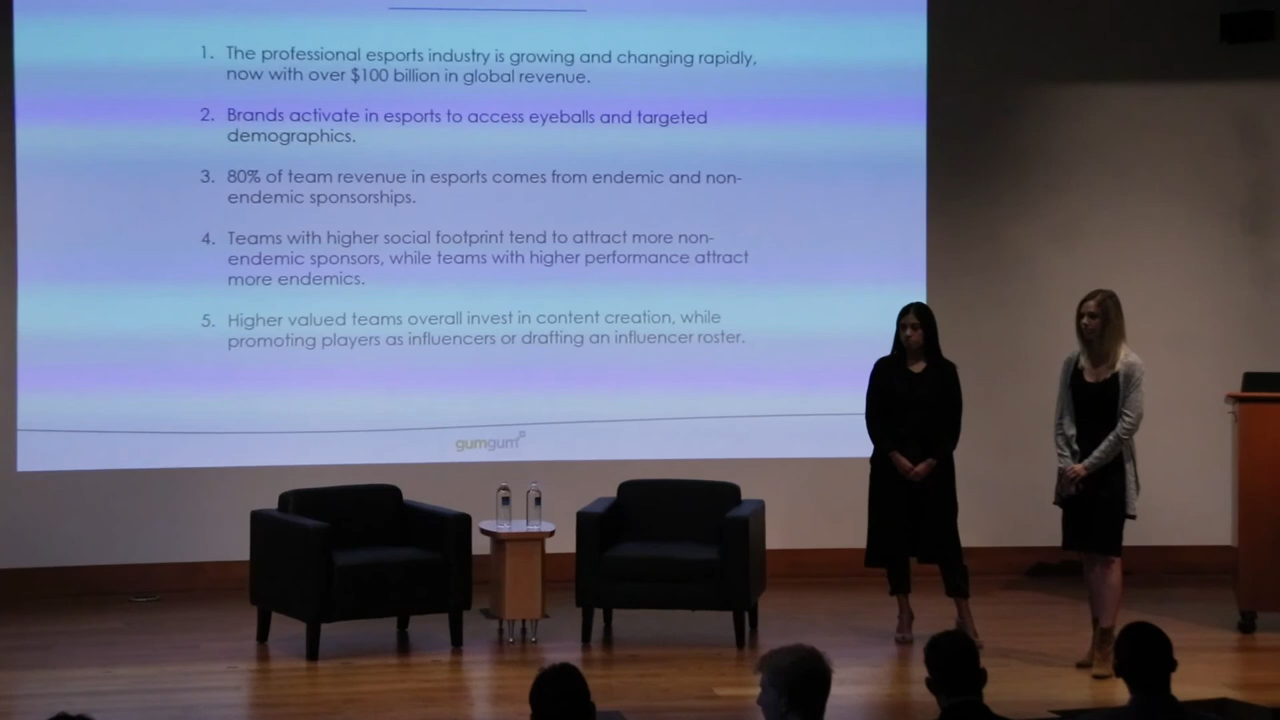 1. The professional esports industry is growing and changing rapidly,
now with over $100 billion in global revenue.
2. Brands activate in esports to access eyeballs and targeted
demographics.
3. 80% of team revenue in esports comes from endemic and non-
endemic sponsorships.
4. Teams with higher social footprint tend to attract more non-
endemic sponsors, while teams with higher performance attract
more endemics.
5. Higher valued teams overall invest in content creation, while
promoting players as influencers or drafting an influencer roster.
gumgum